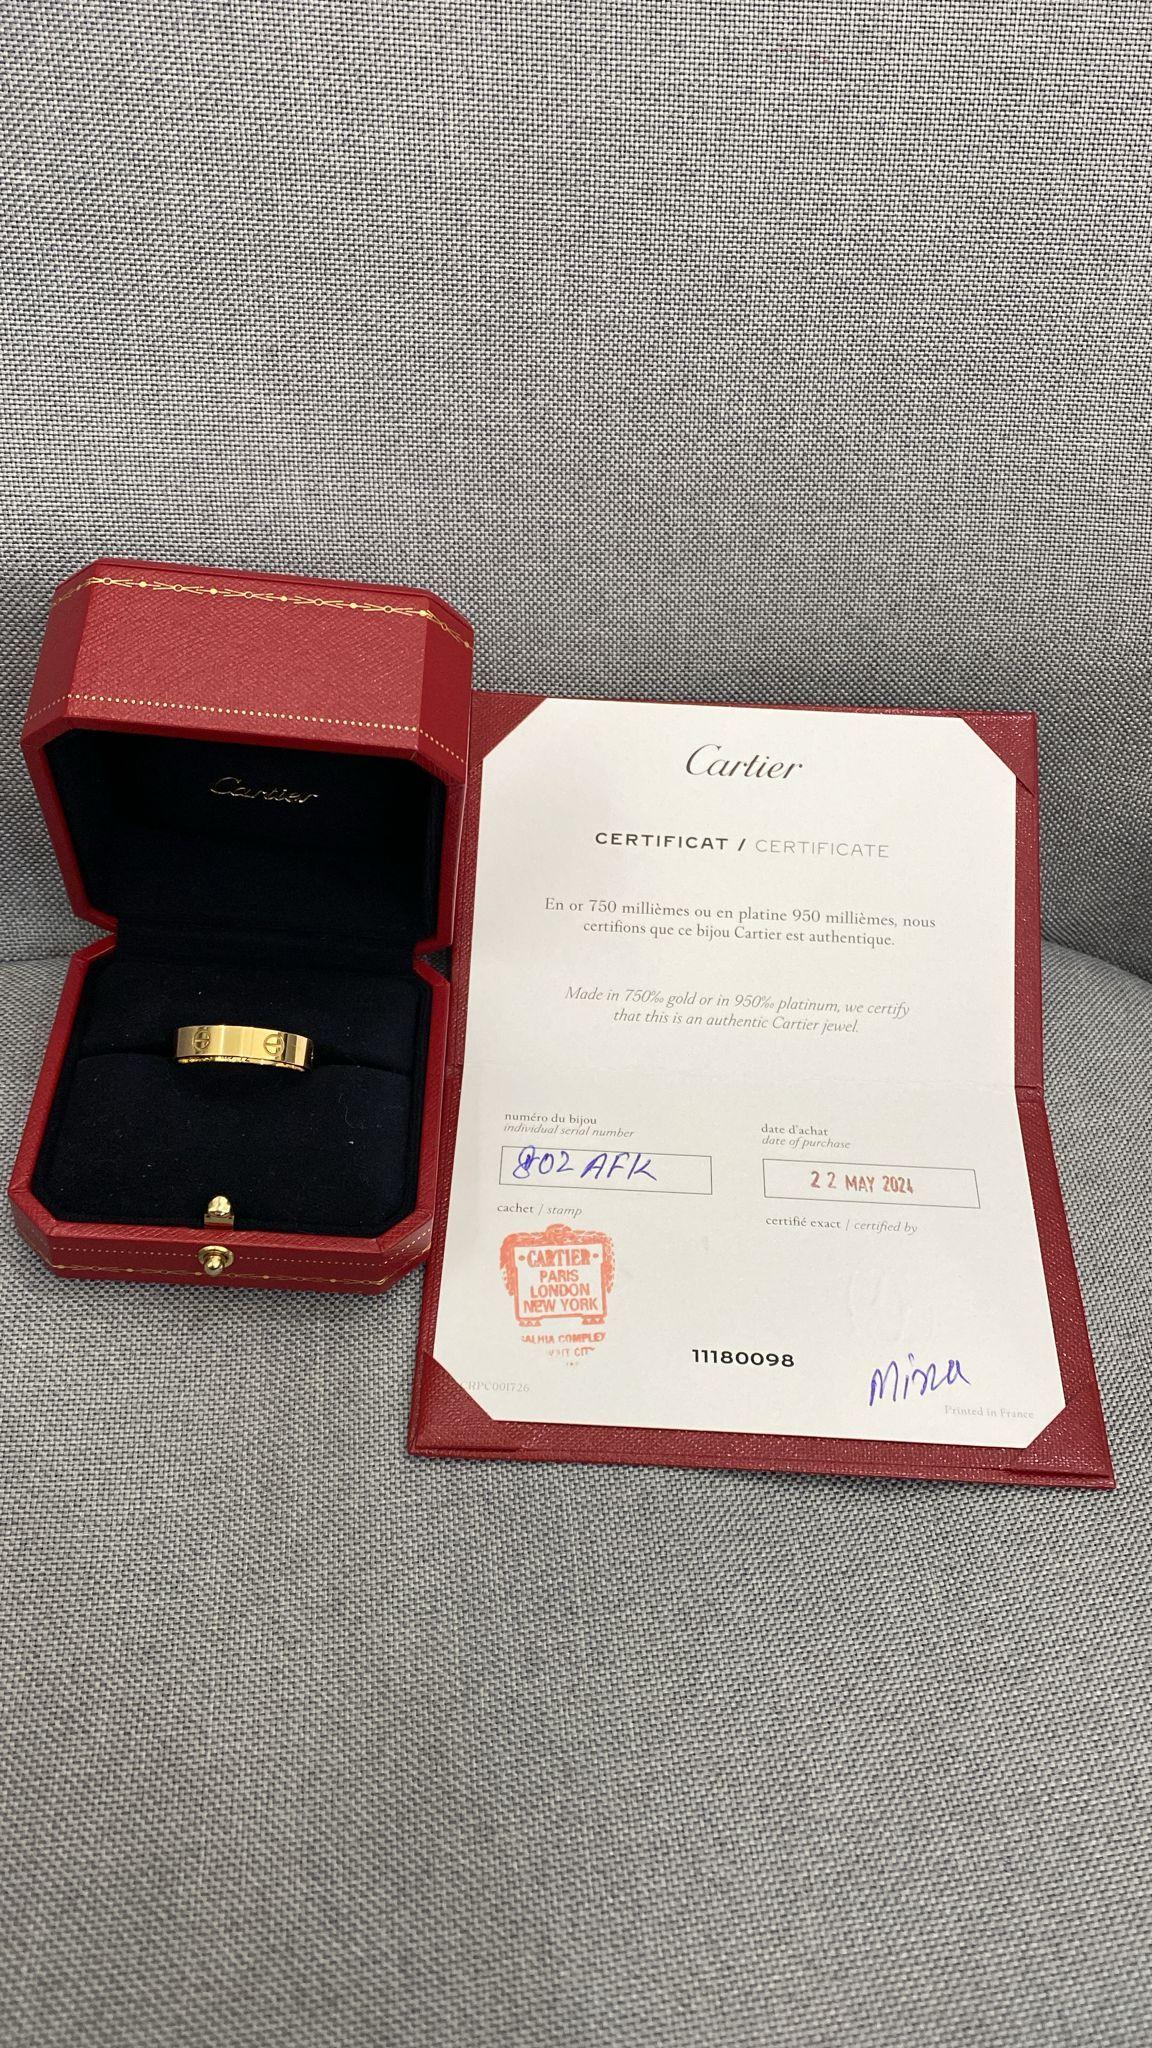 Cartier
Cartier
CERTIFICAT / CERTIFICATE
En or 750 millièmes ou en platine 950 millièmes, nous
certifions que ce bijou Cartier est authentique.
Made in 750‰ gold or in 950‰ platinum, we certify
that this is an authentic Cartier jewel.
numéro du bijou
individual serial number
802 AFK
date d'achat
date of purchase
22 MAY 2024
cachet / stamp
certifié exact / certified by
CARTIER
PARIS
LONDON
NEW YORK
11180098
CRPC001726
Printed in France